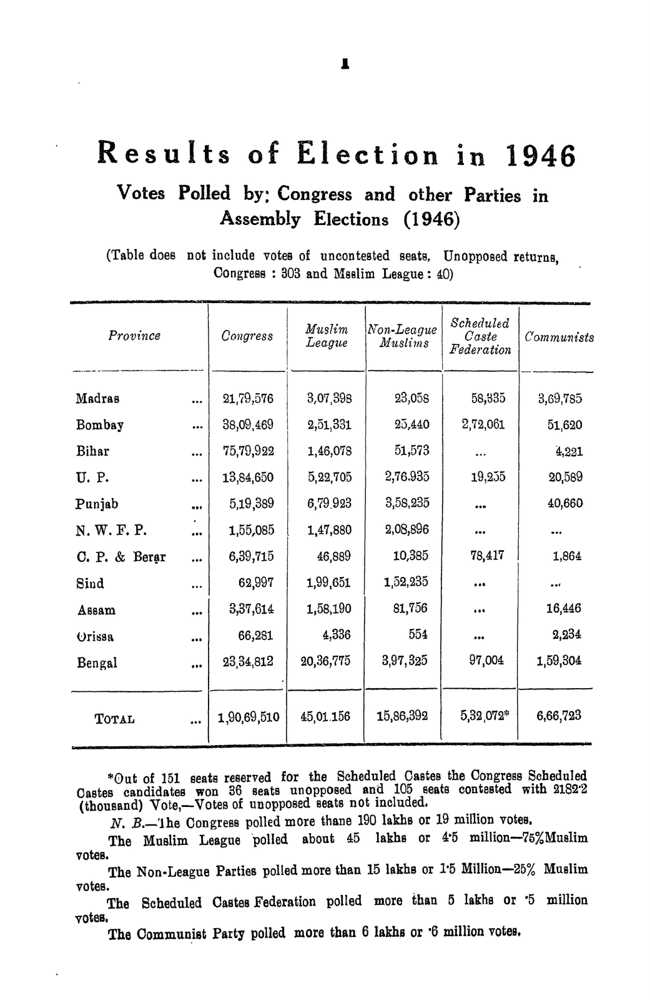 1
Results of Election in 1946
Votes Polled by: Congress and other Parties in
Assembly Elections (1946)
(Table does not include votes of uncontested seats, Unopposed returns,
Congress : 303 and Msslim League : 40)
Province Congress Muslim League Non-League Muslims Scheduled Caste Federation Communists
Madras ... 21,79,576 3,07,398 23,058 58,335 3,69,785
Bombay ... 38,09,469 2,51,331 25,440 2,72,061 51,620
Bihar ... 75,79,922 1,46,078 51,573 ... 4,221
U. P. ... 13,84,650 5,22,705 2,76.935 19,255 20,589
Punjab ... 5,19,389 6,79.923 3,58,235 ... 40,660
N. W. F. P. ... 1,55,085 1,47,880 2,08,896 ... ...
C. P. & Berar ... 6,39,715 46,889 10,385 78,417 1,864
Sind ... 62,997 1,99,651 1,52,235 ... ...
Assam ... 3,37,614 1,58,190 81,756 ... 16,446
Orissa ... 66,281 4,336 554 ... 2,234
Bengal ... 23,34,812 20,36,775 3,97,325 97,004 1,59,304
TOTAL ... 1,90,69,510 45,01.156 15,86,392 5,32,072* 6,66,723
*Out of 151 seats reserved for the Scheduled Castes the Congress Scheduled
Castes candidates won 36 seats unopposed and 105 seats contested with 2182·2
(thousand) Vote,—Votes of unopposed seats not included.
N. B.—The Congress polled more thane 190 lakhs or 19 million votes.
The Muslim League polled about 45 lakhs or 4·5 million—75%Muslim
votes.
The Non-League Parties polled more than 15 lakhs or 1·5 Million—25% Muslim
votes.
The Scheduled Castes Federation polled more than 5 lakhs or ·5 million
votes.
The Communist Party polled more than 6 lakhs or ·6 million votes.